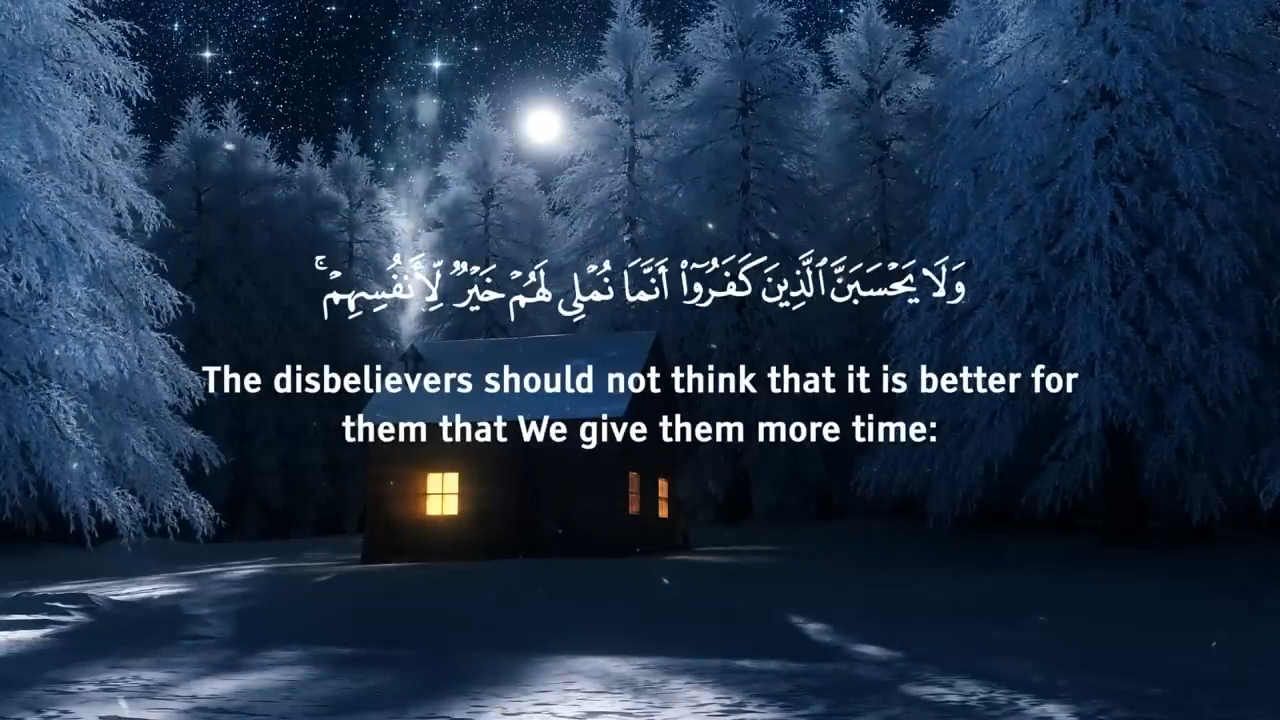 وَلَا يَحْسَبَنَّ ٱلَّذِينَ كَفَرُوٓا۟ أَنَّمَا نُمْلِى لَهُمْ خَيْرٌۭ لِّأَنفُسِهِمْ ۚ
The disbelievers should not think that it is better for
them that We give them more time: